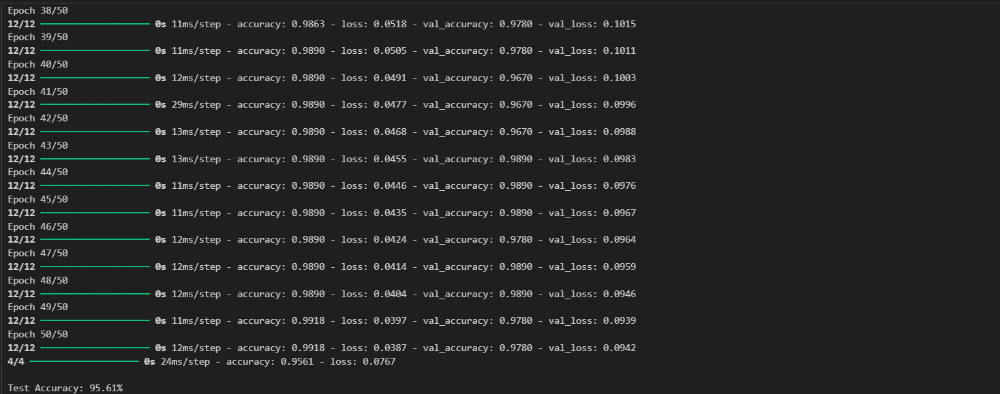 Epoch 38/50
12/12 ━━━━━━━━━━━━━━━━━━━━ 0s 11ms/step - accuracy: 0.9863 - loss: 0.0518 - val_accuracy: 0.9780 - val_loss: 0.1015
Epoch 39/50
12/12 ━━━━━━━━━━━━━━━━━━━━ 0s 11ms/step - accuracy: 0.9890 - loss: 0.0505 - val_accuracy: 0.9780 - val_loss: 0.1011
Epoch 40/50
12/12 ━━━━━━━━━━━━━━━━━━━━ 0s 12ms/step - accuracy: 0.9890 - loss: 0.0491 - val_accuracy: 0.9670 - val_loss: 0.1003
Epoch 41/50
12/12 ━━━━━━━━━━━━━━━━━━━━ 0s 29ms/step - accuracy: 0.9890 - loss: 0.0477 - val_accuracy: 0.9670 - val_loss: 0.0996
Epoch 42/50
12/12 ━━━━━━━━━━━━━━━━━━━━ 0s 13ms/step - accuracy: 0.9890 - loss: 0.0468 - val_accuracy: 0.9670 - val_loss: 0.0988
Epoch 43/50
12/12 ━━━━━━━━━━━━━━━━━━━━ 0s 13ms/step - accuracy: 0.9890 - loss: 0.0455 - val_accuracy: 0.9890 - val_loss: 0.0983
Epoch 44/50
12/12 ━━━━━━━━━━━━━━━━━━━━ 0s 11ms/step - accuracy: 0.9890 - loss: 0.0446 - val_accuracy: 0.9890 - val_loss: 0.0976
Epoch 45/50
12/12 ━━━━━━━━━━━━━━━━━━━━ 0s 11ms/step - accuracy: 0.9890 - loss: 0.0435 - val_accuracy: 0.9890 - val_loss: 0.0967
Epoch 46/50
12/12 ━━━━━━━━━━━━━━━━━━━━ 0s 12ms/step - accuracy: 0.9890 - loss: 0.0424 - val_accuracy: 0.9780 - val_loss: 0.0964
Epoch 47/50
12/12 ━━━━━━━━━━━━━━━━━━━━ 0s 12ms/step - accuracy: 0.9890 - loss: 0.0414 - val_accuracy: 0.9890 - val_loss: 0.0959
Epoch 48/50
12/12 ━━━━━━━━━━━━━━━━━━━━ 0s 12ms/step - accuracy: 0.9890 - loss: 0.0404 - val_accuracy: 0.9890 - val_loss: 0.0946
Epoch 49/50
12/12 ━━━━━━━━━━━━━━━━━━━━ 0s 11ms/step - accuracy: 0.9918 - loss: 0.0397 - val_accuracy: 0.9780 - val_loss: 0.0939
Epoch 50/50
12/12 ━━━━━━━━━━━━━━━━━━━━ 0s 12ms/step - accuracy: 0.9918 - loss: 0.0387 - val_accuracy: 0.9780 - val_loss: 0.0942
4/4 ━━━━━━━━━━━━━━━━━━━━ 0s 24ms/step - accuracy: 0.9561 - loss: 0.0767
Test Accuracy: 95.61%